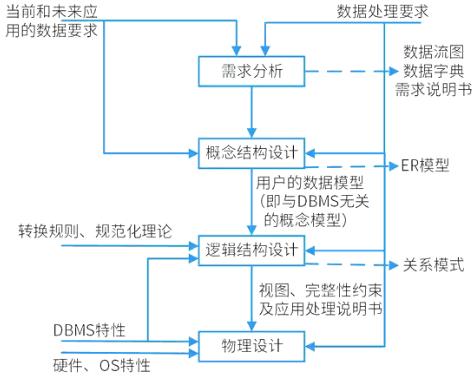 当前和未来应
用的数据要求
数据处理要求
需求分析
数据流图
数据字典
需求说明书
概念结构设计
ER模型
用户的数据模型
（即与DBMS无关
的概念模型）
转换规则、规范化理论
逻辑结构设计
关系模式
视图、完整性约束
及应用处理说明书
DBMS特性
物理设计
硬件、OS特性